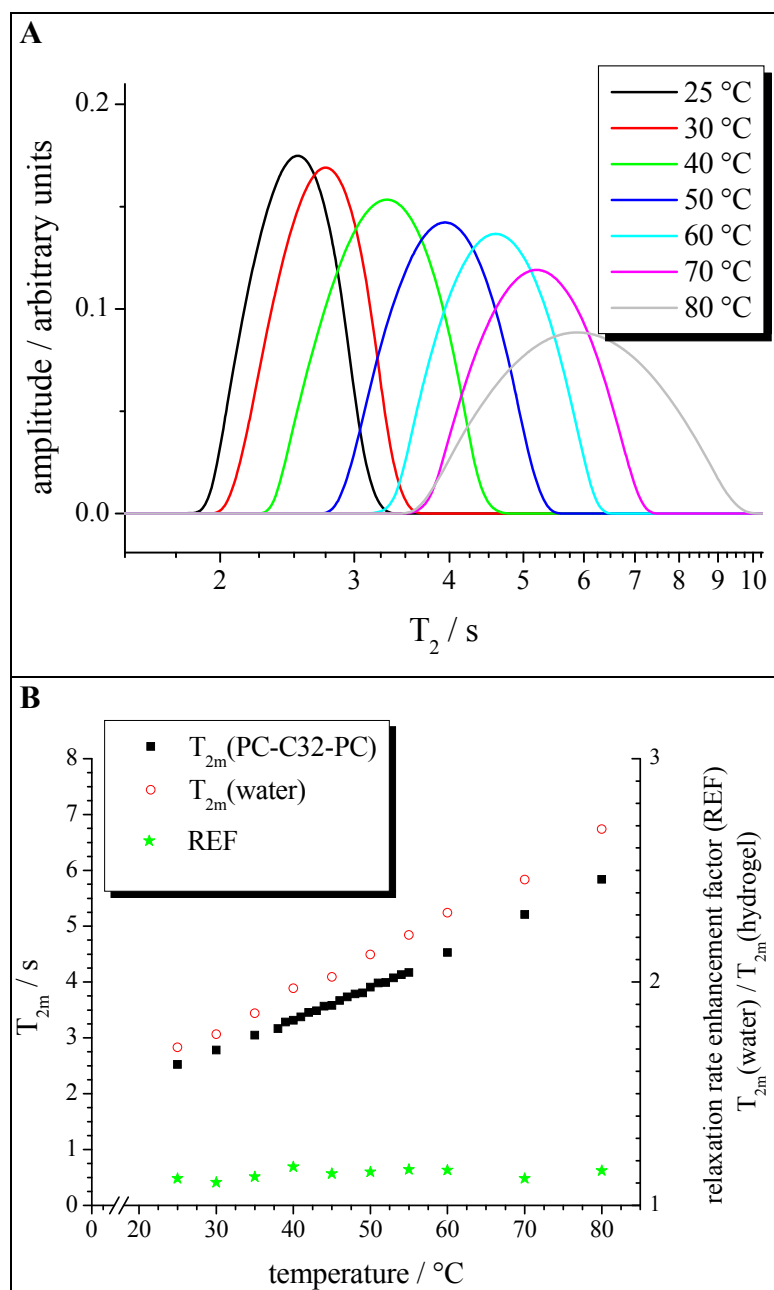 A
amplitude / arbitrary units
0.2
0.1
0.0
25 °C
30 °C
40 °C
50 °C
60 °C
70 °C
80 °C
2 3 4 5 6 7 8 9 10
T₂ / s
B
T₂ₘ(PC-C32-PC)
T₂ₘ(water)
REF
T₂ₘ / s
8
7
6
5
4
3
2
1
0
3
2
1
relaxation rate enhancement factor (REF)
T₂ₘ(water) / T₂ₘ(hydrogel)
0 20 30 40 50 60 70 80
temperature / °C